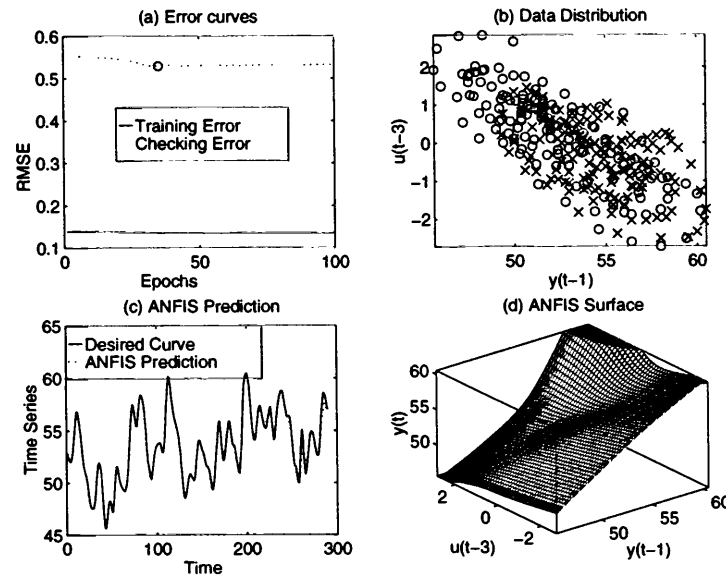 (a) Error curves
0.6
0.5
0.4
0.3
0.2
0.1
RMSE
Training Error
Checking Error
0
50
100
Epochs
(b) Data Distribution
2
1
0
−1
−2
u(t−3)
50
55
60
y(t−1)
(c) ANFIS Prediction
65
60
55
50
45
Time Series
Desired Curve
ANFIS Prediction
0
100
200
300
Time
(d) ANFIS Surface
60
55
50
y(t)
2
0
−2
u(t−3)
50
55
60
y(t−1)